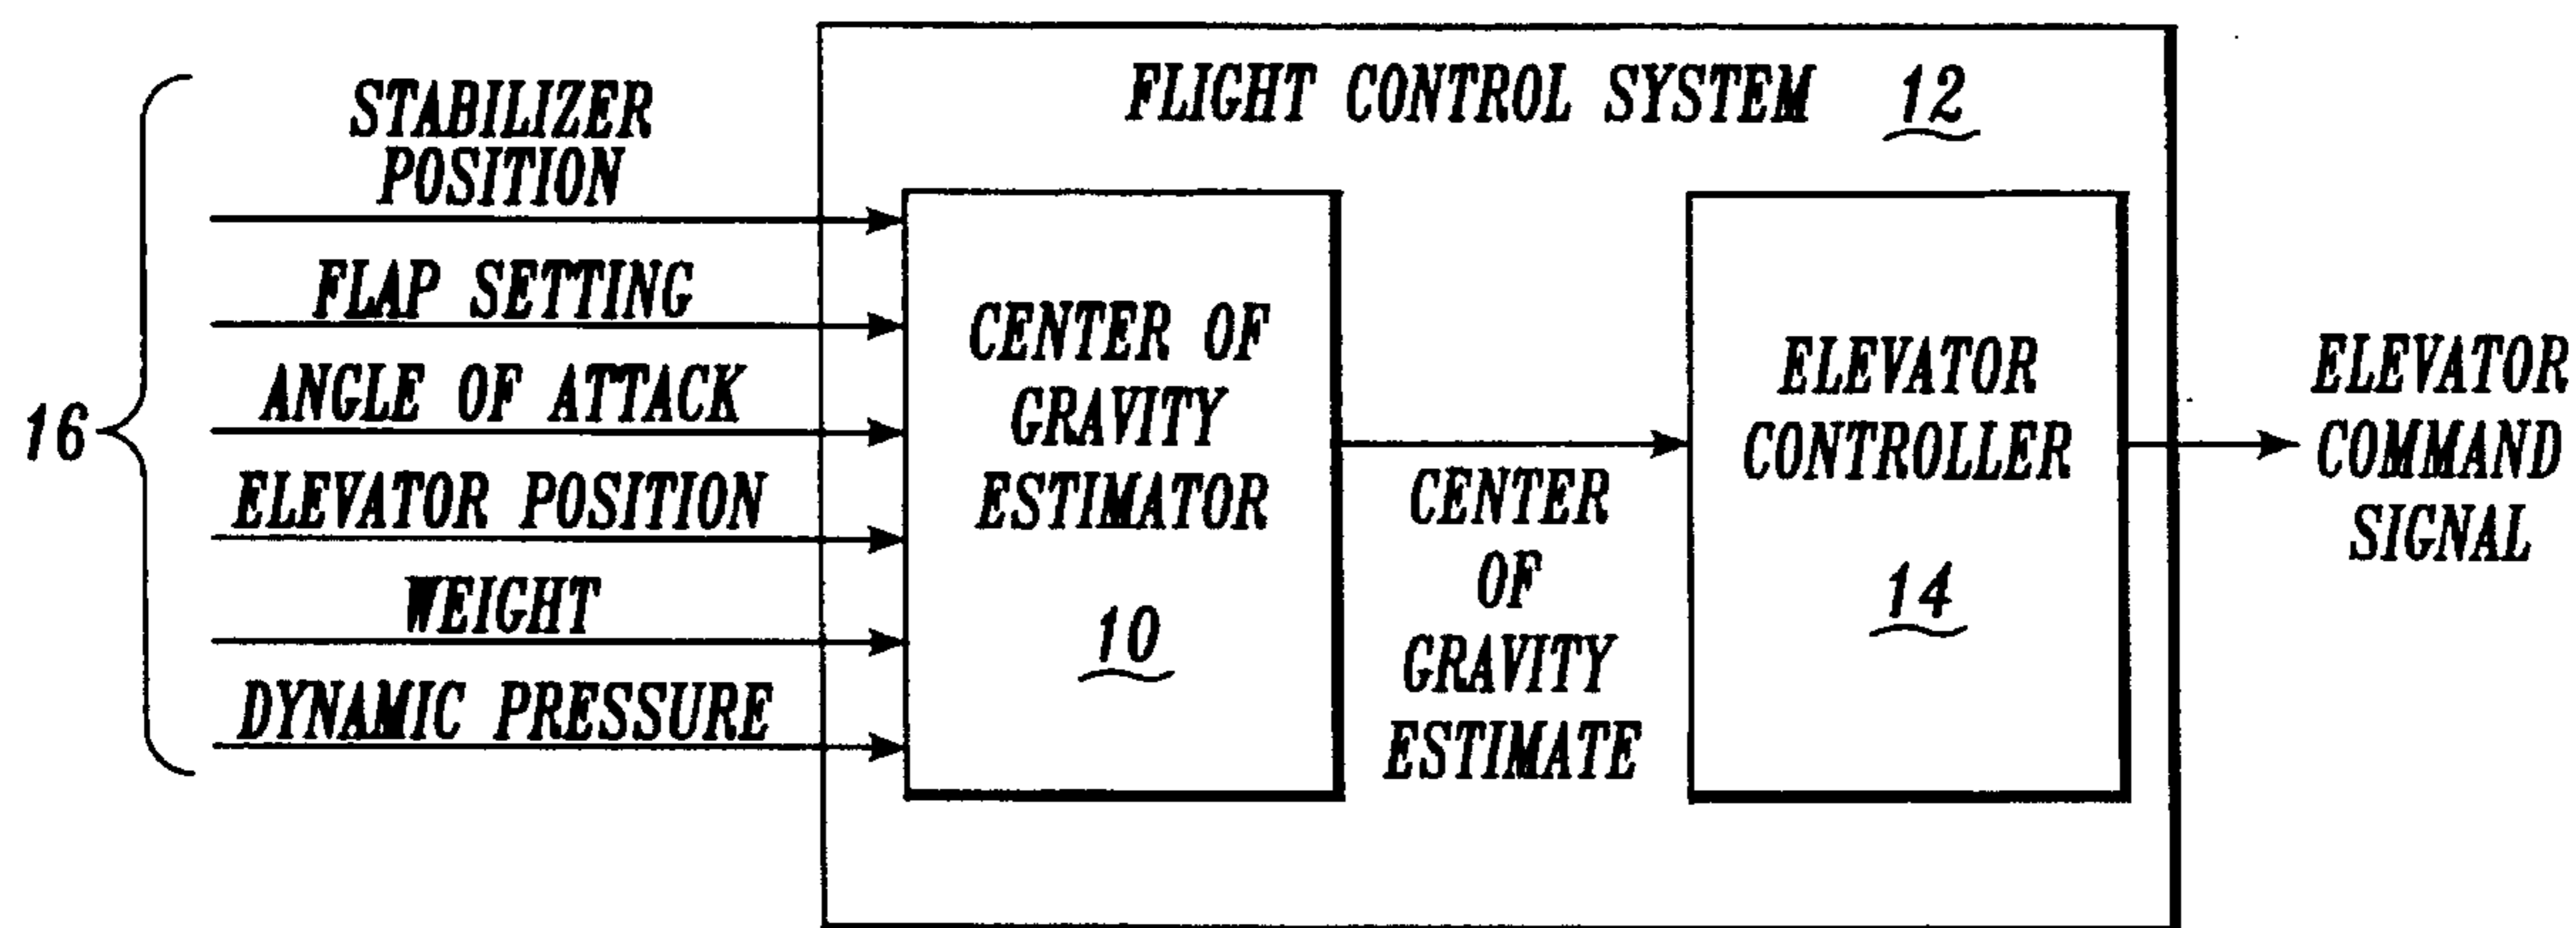 FLIGHT CONTROL SYSTEM 12
16
STABILIZER
POSITION
FLAP SETTING
ANGLE OF ATTACK
ELEVATOR POSITION
WEIGHT
DYNAMIC PRESSURE
CENTER OF
GRAVITY
ESTIMATOR
10
CENTER
OF
GRAVITY
ESTIMATE
ELEVATOR
CONTROLLER
14
ELEVATOR
COMMAND
SIGNAL